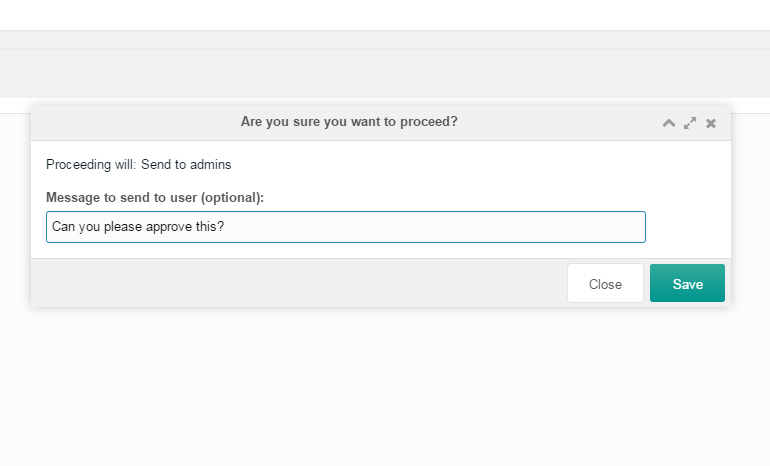 Are you sure you want to proceed?
Proceeding will: Send to admins
Message to send to user (optional):
Can you please approve this?
Close
Save